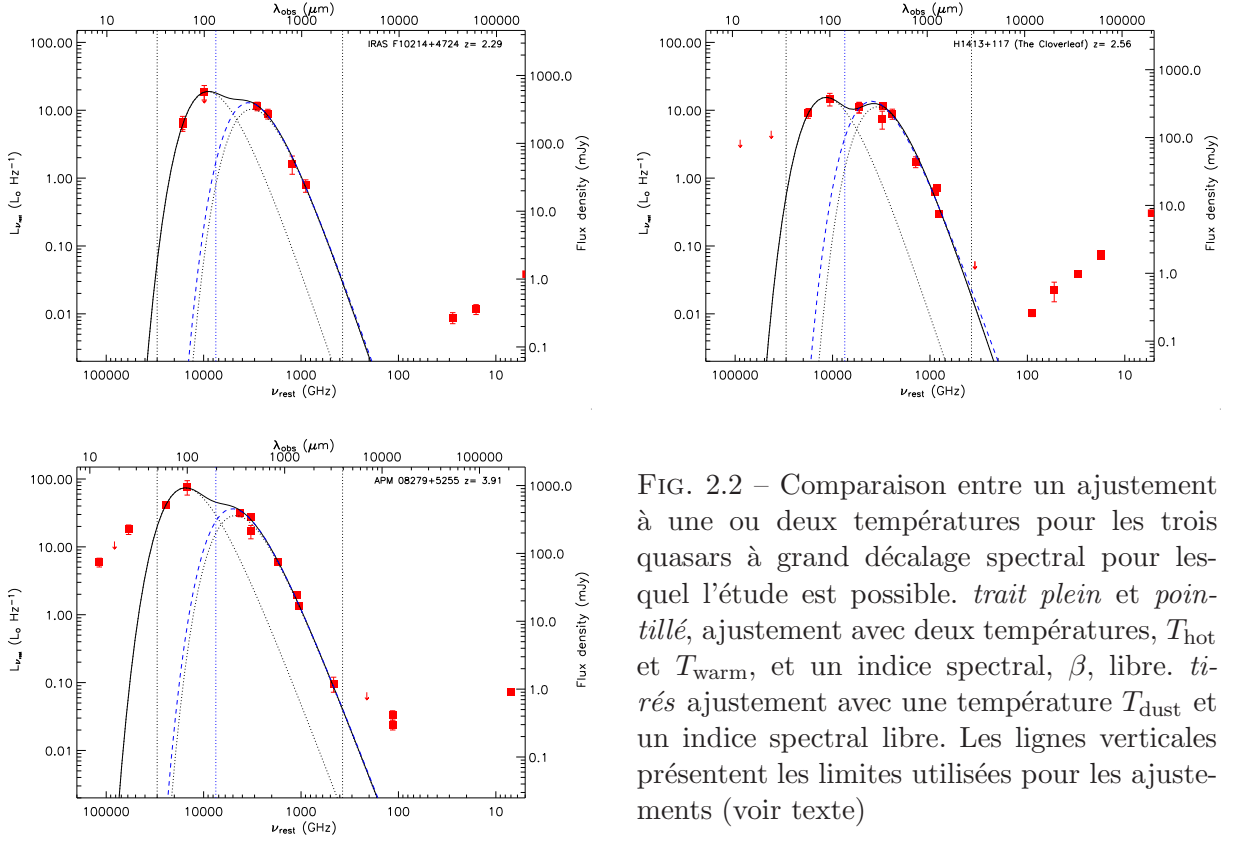 λobs (μm)
10 100 1000 10000 100000
IRAS F10214+4724 z= 2.29
100.00
10.00
1.00
0.10
0.01
Lνrest (L⊙ Hz⁻¹)
1000.0
100.0
10.0
1.0
0.1
Flux density (mJy)
100000 10000 1000 100 10
νrest (GHz)
λobs (μm)
10 100 1000 10000 100000
H1413+117 (The Cloverleaf) z= 2.56
100.00
10.00
1.00
0.10
0.01
Lνrest (L⊙ Hz⁻¹)
1000.0
100.0
10.0
1.0
0.1
Flux density (mJy)
100000 10000 1000 100 10
νrest (GHz)
λobs (μm)
10 100 1000 10000 100000
APM 08279+5255 z= 3.91
100.00
10.00
1.00
0.10
0.01
Lνrest (L⊙ Hz⁻¹)
1000.0
100.0
10.0
1.0
0.1
Flux density (mJy)
100000 10000 1000 100 10
νrest (GHz)
FIG. 2.2 – Comparaison entre un ajustement
à une ou deux températures pour les trois
quasars à grand décalage spectral pour les-
quel l'étude est possible. trait plein et poin-
tillé, ajustement avec deux températures, Thot
et Twarm, et un indice spectral, β, libre. ti-
rés ajustement avec une température Tdust et
un indice spectral libre. Les lignes verticales
présentent les limites utilisées pour les ajuste-
ments (voir texte)